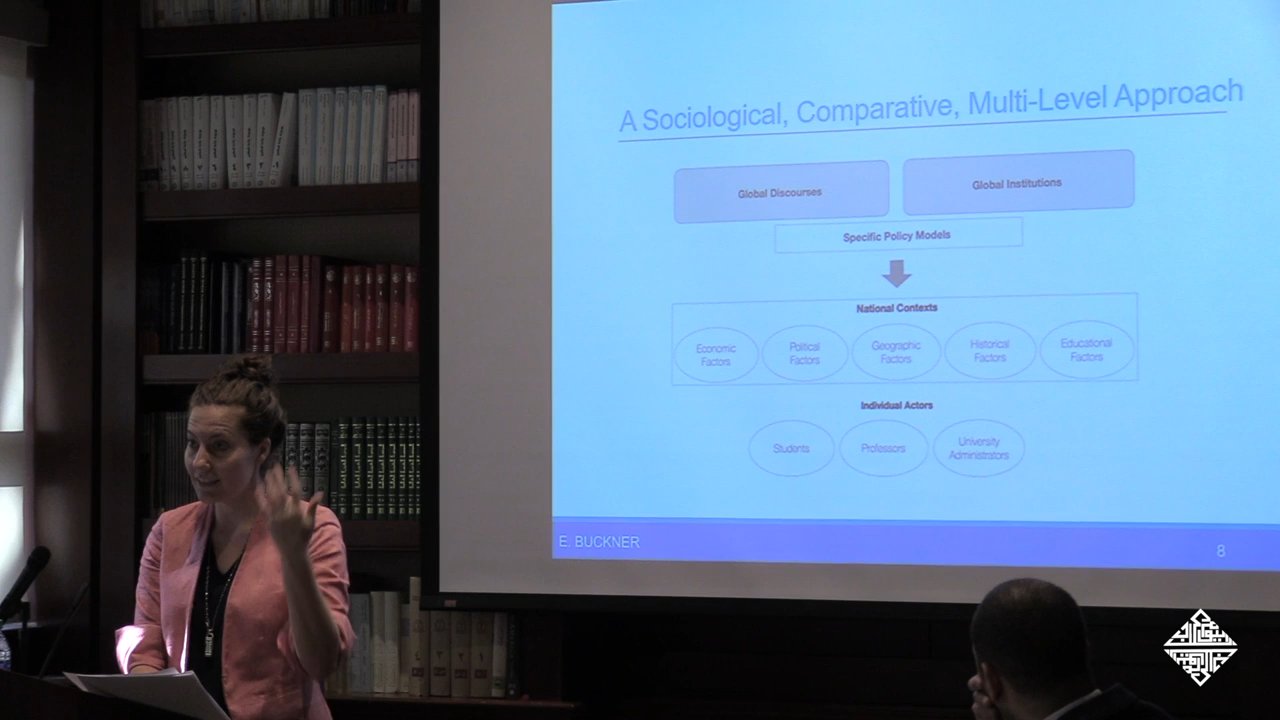 A Sociological, Comparative, Multi-Level Approach
Global Discourses
Global Institutions
Specific Policy Models
National Contexts
Economic
Factors
Political
Factors
Geographic
Factors
Historical
Factors
Educational
Factors
Individual Actors
Students
Professors
University
Administrators
E. BUCKNER
8